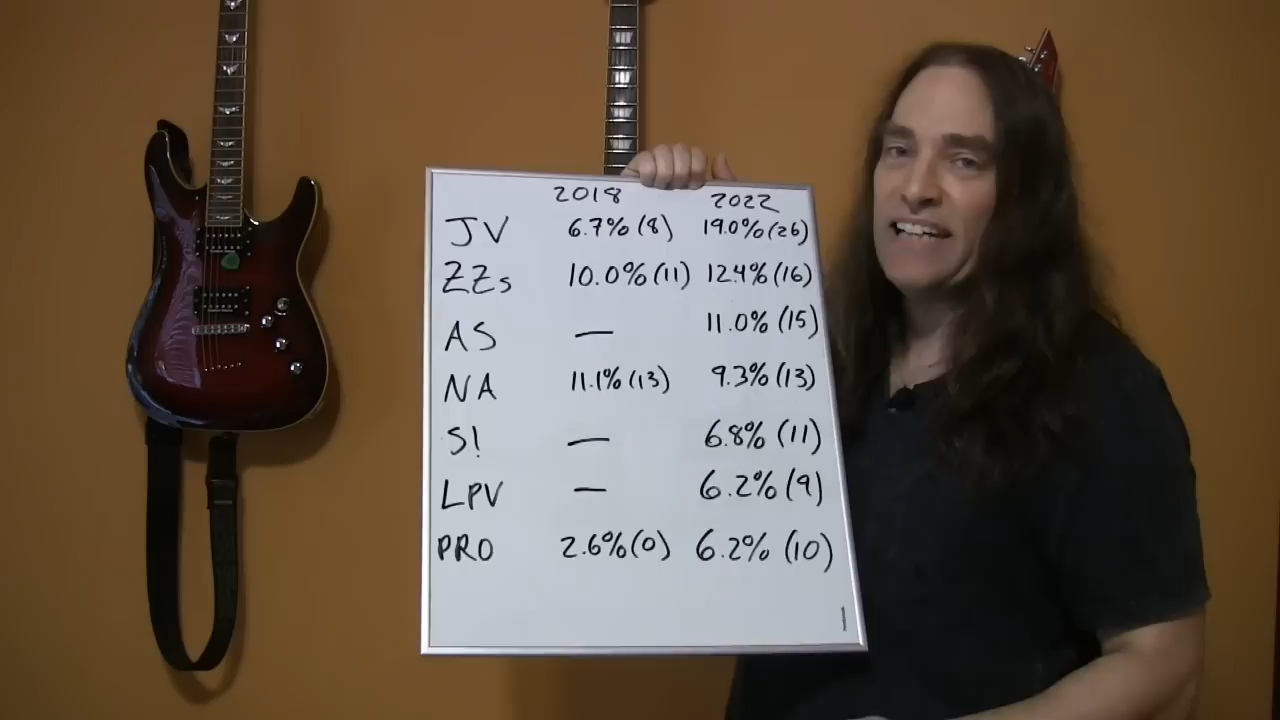 2018 2022
JV 6.7% (8) 19.0% (26)
ZZs 10.0% (11) 12.4% (16)
AS — 11.0% (15)
NA 11.1% (13) 9.3% (13)
S! — 6.8% (11)
LPV — 6.2% (9)
PRO 2.6% (0) 6.2% (10)